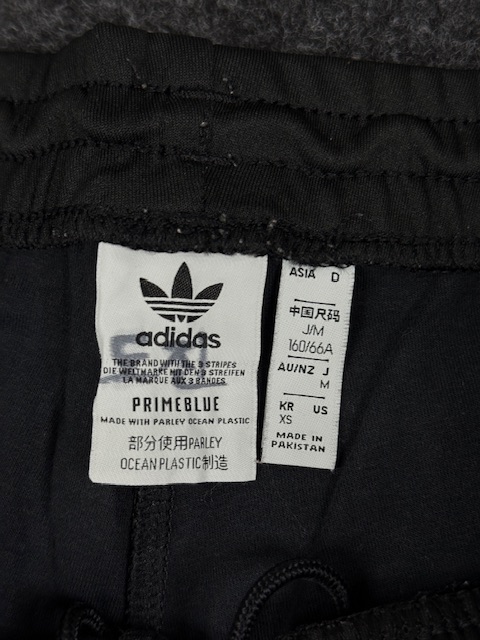 adidas
THE BRAND WITH THE 3 STRIPES
DIE WELTMARKE MIT DEN 3 STREIFEN
LA MARQUE AUX 3 BANDES
PRIMEBLUE
MADE WITH PARLEY OCEAN PLASTIC
部分使用PARLEY
OCEAN PLASTIC制造
ASIA D
中国尺码
J/M
160/66A
AU/NZ J
M
KR US
XS
MADE IN
PAKISTAN